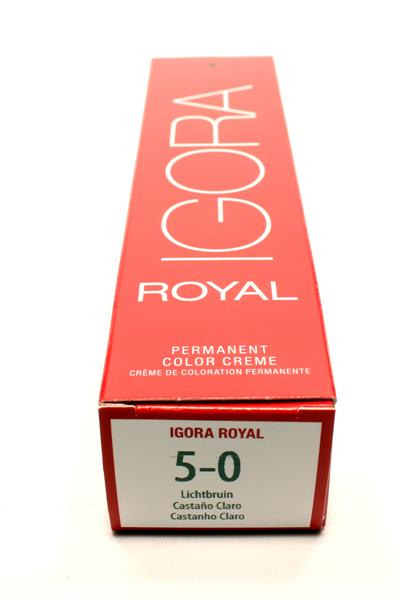 IGORA
ROYAL
PERMANENT
COLOR CREME
CRÈME DE COLORATION PERMANENTE
IGORA ROYAL
5-0
Lichtbruin
Castaño Claro
Castanho Claro